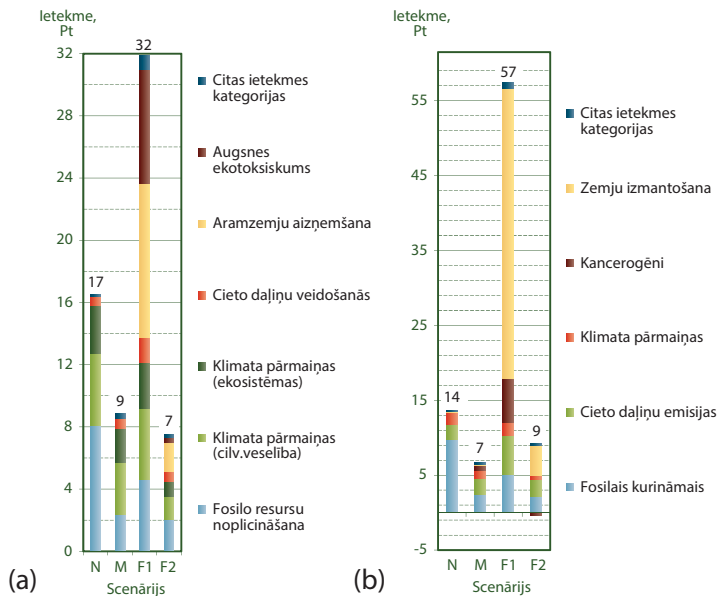 Ietekme,
Pt
32
28
24
20
16
12
8
4
0
17
9
32
7
N M F1 F2
Scenārijs
(a)
Citas ietekmes
kategorijas
Augsnes
ekotoksiskums
Aramzemju aizņemšana
Cieto daļiņu veidošanās
Klimata pārmaiņas
(ekosistēmas)
Klimata pārmaiņas
(cilv.veselība)
Fosilo resursu
noplicināšana
Ietekme,
Pt
55
45
35
25
15
5
-5
14
7
57
9
N M F1 F2
Scenārijs
(b)
Citas ietekmes
kategorijas
Zemju izmantošana
Kancerogēni
Klimata pārmaiņas
Cieto daļiņu emisijas
Fosilais kurināmais